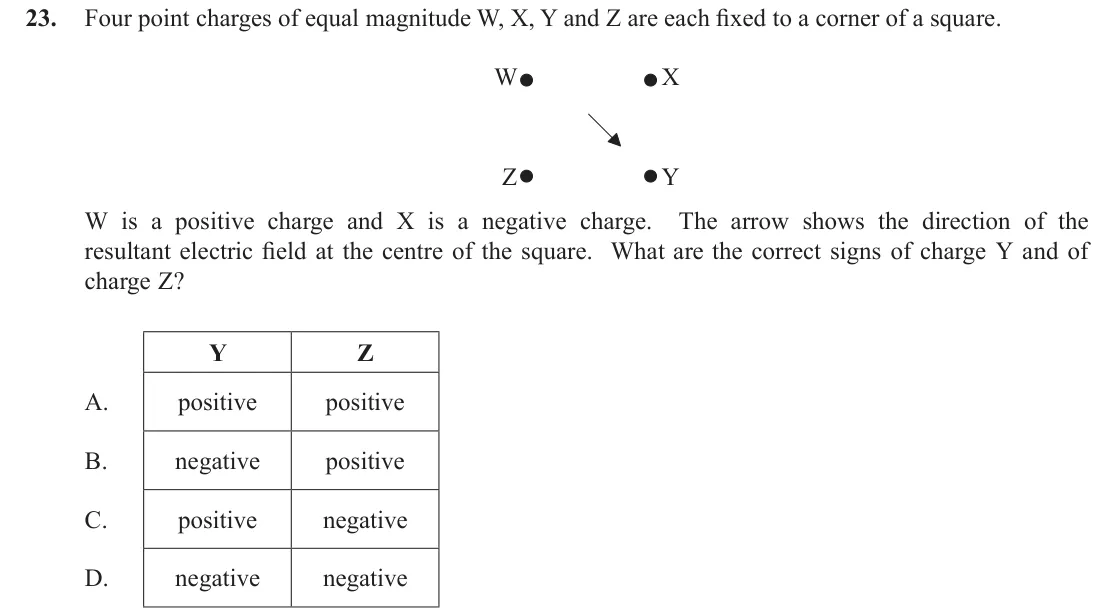 23. Four point charges of equal magnitude W, X, Y and Z are each fixed to a corner of a square.
W X
Z Y
W is a positive charge and X is a negative charge. The arrow shows the direction of the
resultant electric field at the centre of the square. What are the correct signs of charge Y and of
charge Z?
Y Z
A. positive positive
B. negative positive
C. positive negative
D. negative negative